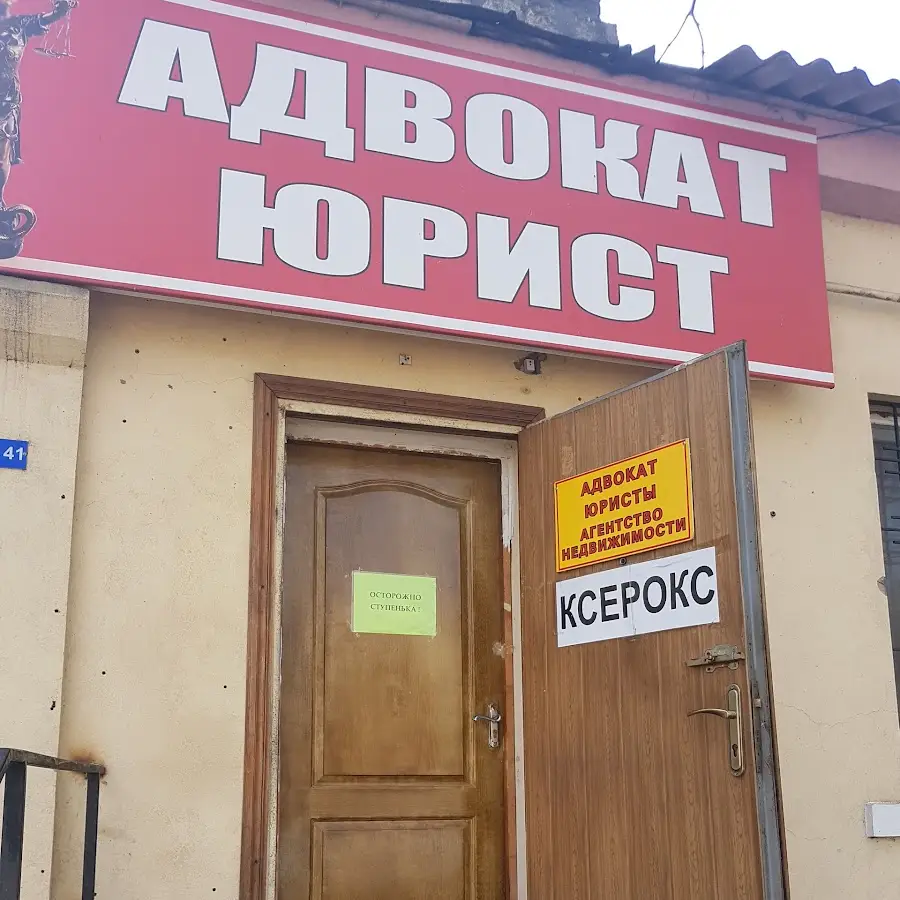 АДВОКАТ
ЮРИСТ
41
АДВОКАТ
ЮРИСТЫ
АГЕНТСТВО
НЕДВИЖИМОСТИ
КСЕРОКС
ОСТОРОЖНО
СТУПЕНЬКА!